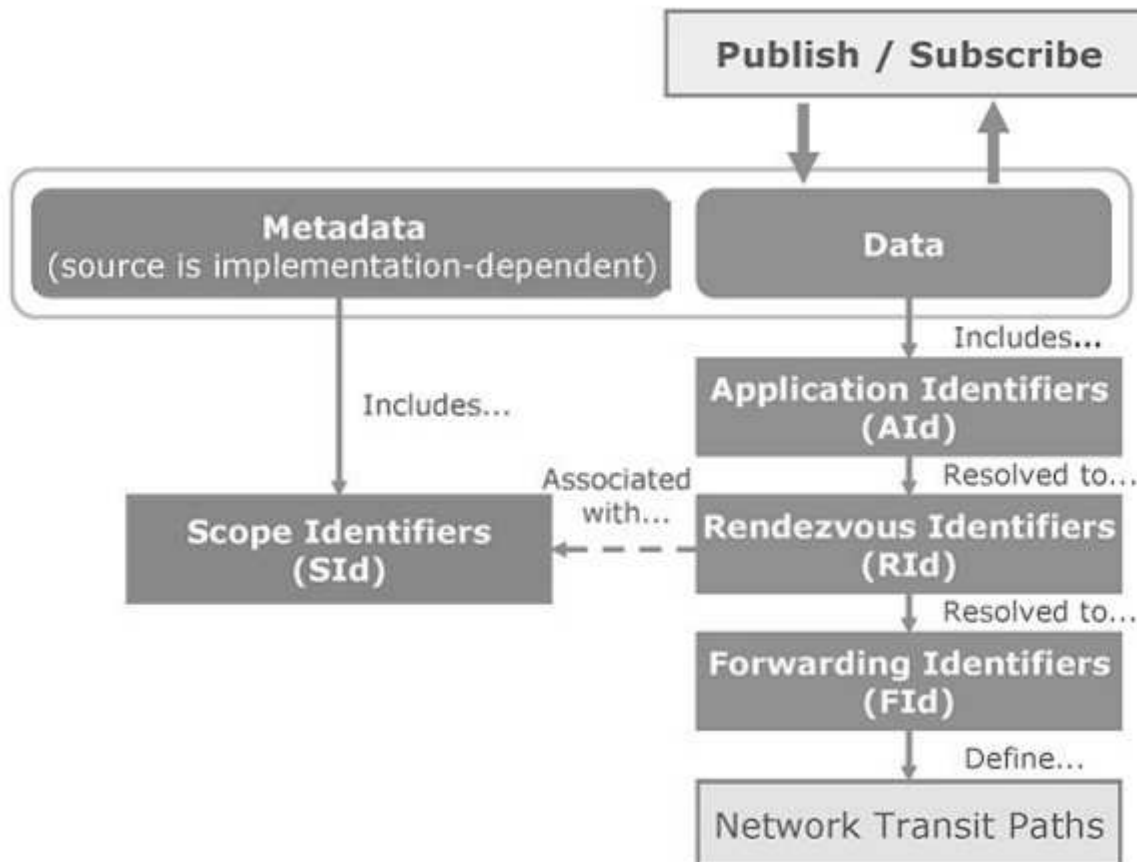 Publish / Subscribe
Metadata
(source is implementation-dependent)
Data
Includes...
Application Identifiers
(AId)
Includes...
Resolved to...
Associated
with...
Scope Identifiers
(SId)
Rendezvous Identifiers
(RId)
Resolved to...
Forwarding Identifiers
(FId)
Define...
Network Transit Paths